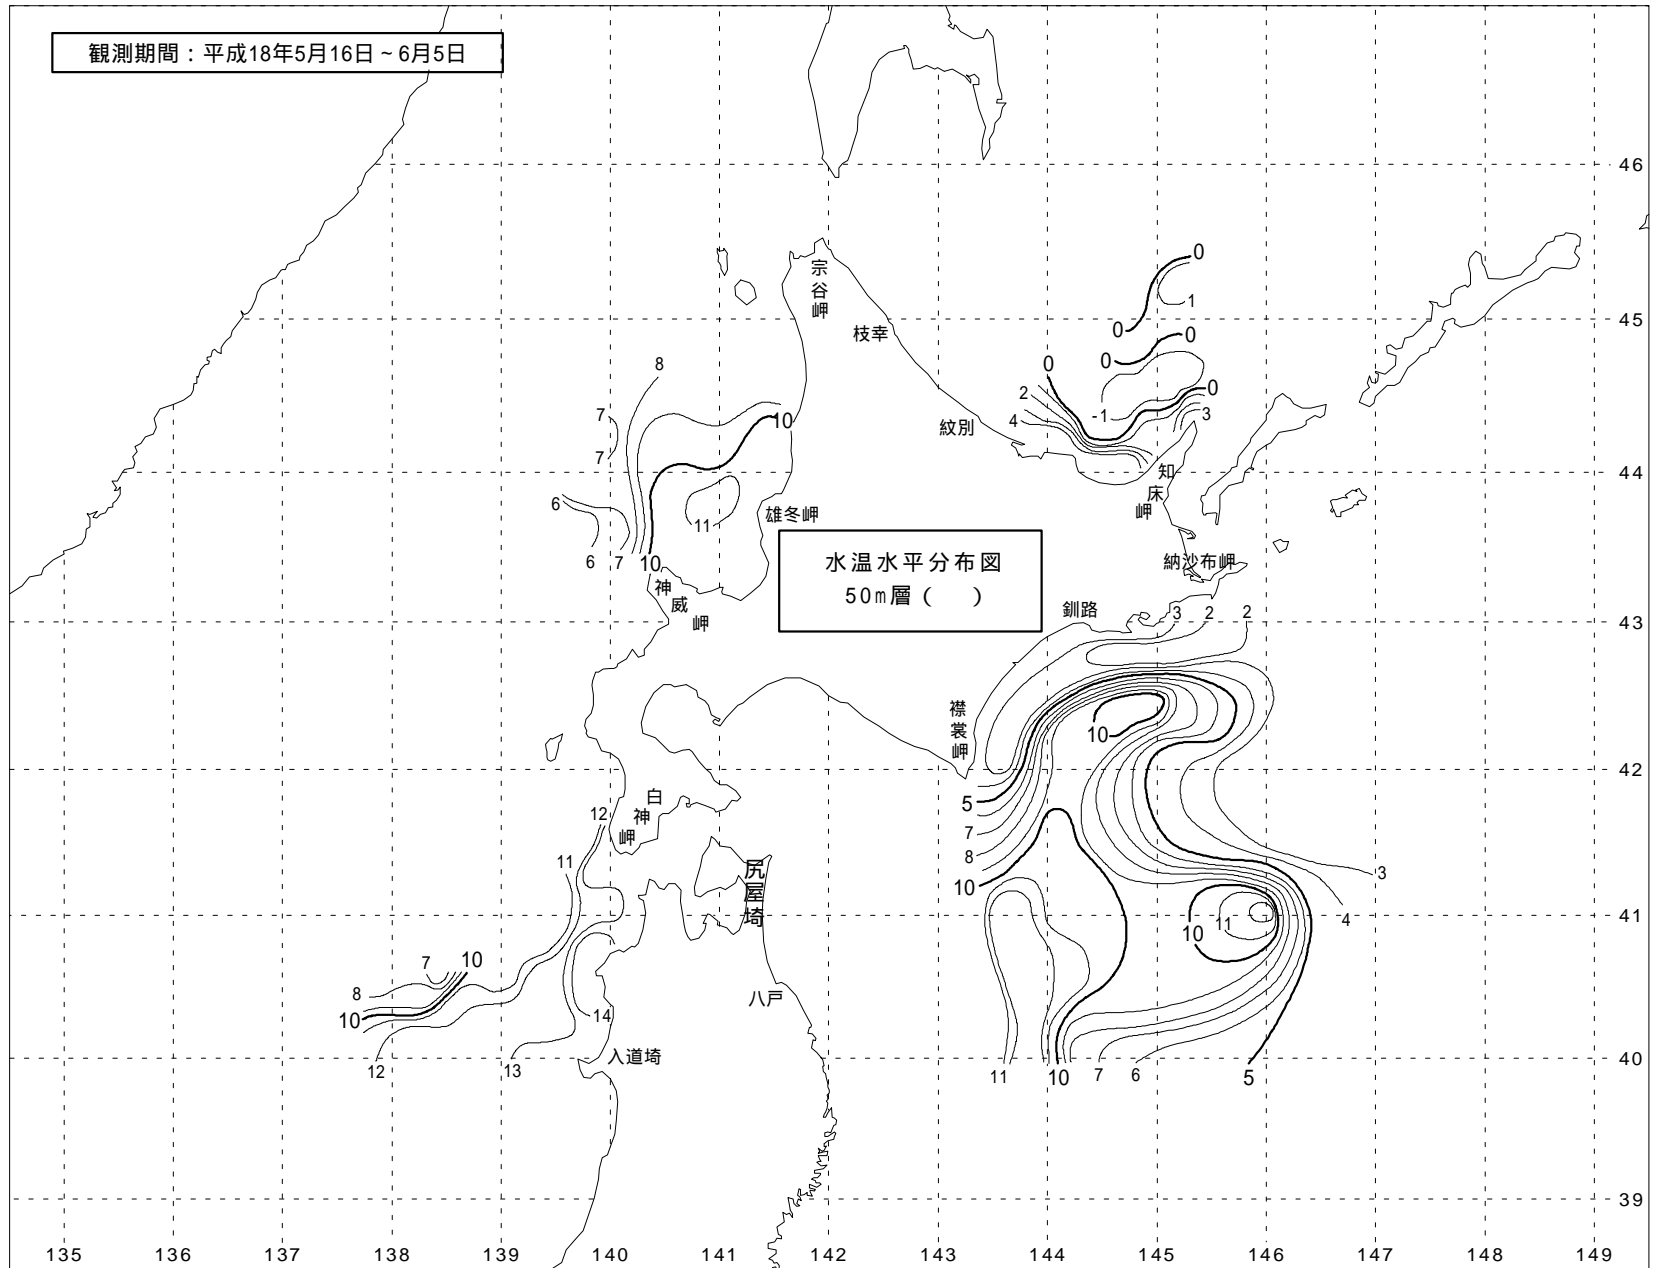 観測期間：平成18年5月16日～6月5日
46
0
宗
谷
岬
1
45
0
枝幸
0
0
8
0
2
-1
0
3
4
7
10
紋別
7
44
知
床
岬
6
11
雄冬岬
6
7
10
水温水平分布図
50m層（　）
納沙布岬
神
威
岬
釧路
3
2
2
43
襟
裳
岬
10
42
5
白
神
岬
12
7
8
11
10
尻
屋
埼
3
4
41
11
10
7
10
8
10
14
八戸
入道埼
40
12
13
11
10
7
6
5
39
135
136
137
138
139
140
141
142
143
144
145
146
147
148
149